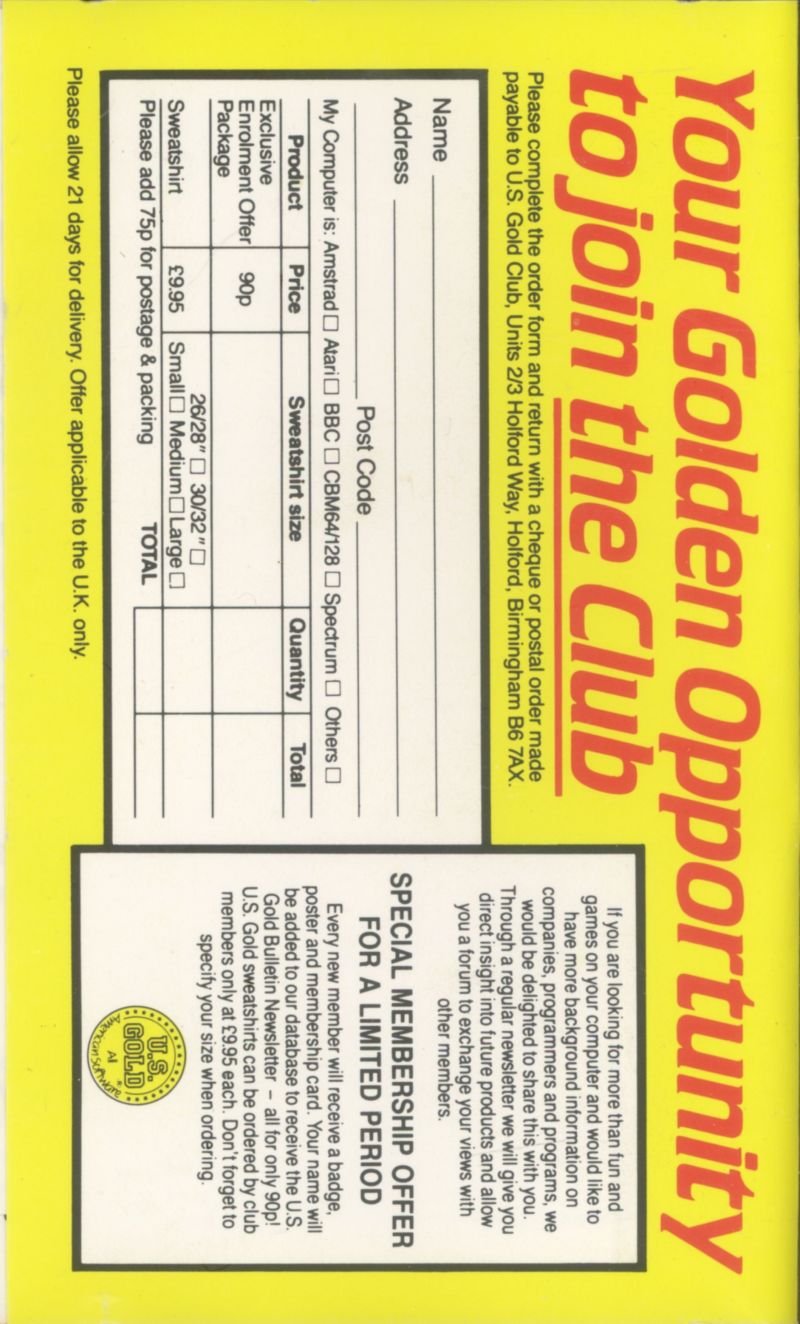 Your Golden Opportunity
to join the Club
Please complete the order form and return with a cheque or postal order made
payable to U.S. Gold Club, Units 2/3 Holford Way, Holford, Birmingham B6 7AX.
Name
Address
Post Code
My Computer is: Amstrad □ Atari □ BBC □ CBM64/128 □ Spectrum □ Others □
Product Price Sweatshirt size Quantity Total
Exclusive
Enrolment Offer 90p
Package
26/28" □ 30/32" □
Sweatshirt £9.95 Small □ Medium □ Large □
Please add 75p for postage & packing TOTAL
Please allow 21 days for delivery. Offer applicable to the U.K. only.
If you are looking for more than fun and
games on your computer and would like to
have more background information on
companies, programmers and programs, we
would be delighted to share this with you.
Through a regular newsletter we will give you
direct insight into future products and allow
you a forum to exchange your views with
other members.
SPECIAL MEMBERSHIP OFFER
FOR A LIMITED PERIOD
Every new member will receive a badge,
poster and membership card. Your name will
be added to our database to receive the U.S.
Gold Bulletin Newsletter – all for only 90p!
U.S. Gold sweatshirts can be ordered by club
members only at £9.95 each. Don't forget to
specify your size when ordering.
U.S.
GOLD®
All
American Software